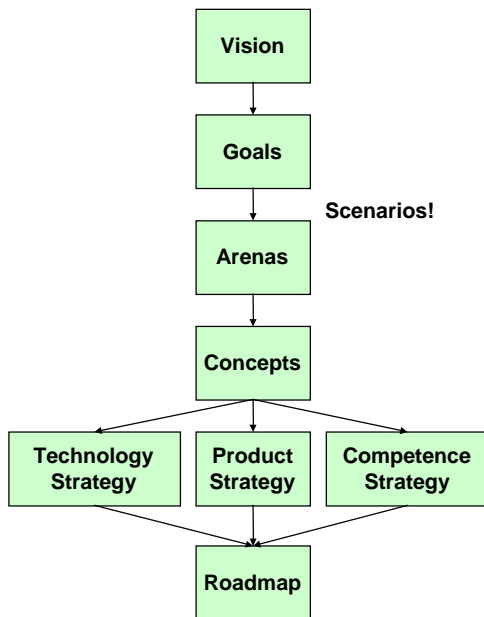 Vision
Goals
Scenarios!
Arenas
Concepts
Technology
Strategy
Product
Strategy
Competence
Strategy
Roadmap